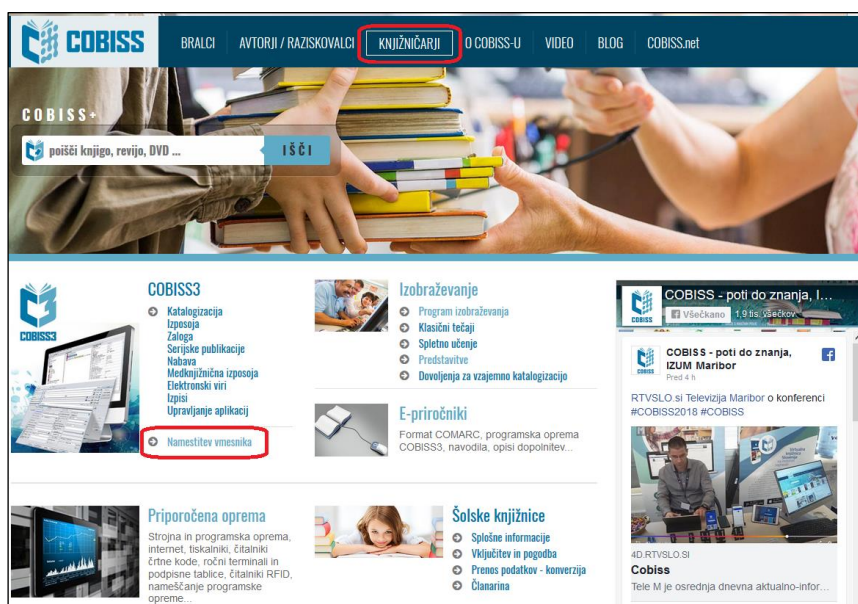 COBISS
BRALCI
AVTORJI / RAZISKOVALCI
KNJIŽNIČARJI
O COBISS-U
VIDEO
BLOG
COBISS.net
COBISS+
poišči knjigo, revijo, DVD ...
IŠČI
COBISS3
COBISS3
Katalogizacija
Izposoja
Zaloga
Serijske publikacije
Nabava
Medknjižnična izposoja
Elektronski viri
Izpisi
Upravljanje aplikacij
Namestitev vmesnika
Izobraževanje
Program izobraževanja
Klasični tečaji
Spletno učenje
Predstavitve
Dovoljenja za vzajemno katalogizacijo
E-priročniki
Format COMARC, programska oprema
COBISS3, navodila, opisi dopolnitev...
Priporočena oprema
Strojna in programska oprema,
internet, tiskalniki, čitalniki
črtne kode, ročni terminali in
podpisne tablice, čitalniki RFID,
nameščanje programske
opreme...
Šolske knjižnice
Splošne informacije
Vključitev in pogodba
Prenos podatkov - konverzija
Članarina
COBISS
COBISS - poti do znanja, I...
Všečkano
1,9 tis. všečkov
COBISS
COBISS - poti do znanja,
IZUM Maribor
Pred 4 h
RTVSLO.si Televizija Maribor o konferenci
#COBISS2018 #COBISS
4D.RTVSLO.SI
Cobiss
Tele M je osrednja dnevna aktualno-infor...